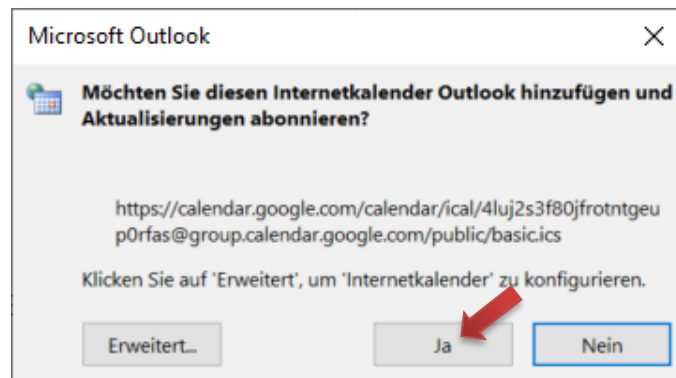 Microsoft Outlook
Möchten Sie diesen Internetkalender Outlook hinzufügen und
Aktualisierungen abonnieren?
https://calendar.google.com/calendar/ical/4luj2s3f80jfrotntgeu
p0rfas@group.calendar.google.com/public/basic.ics
Klicken Sie auf 'Erweitert', um 'Internetkalender' zu konfigurieren.
Erweitert...
Ja
Nein